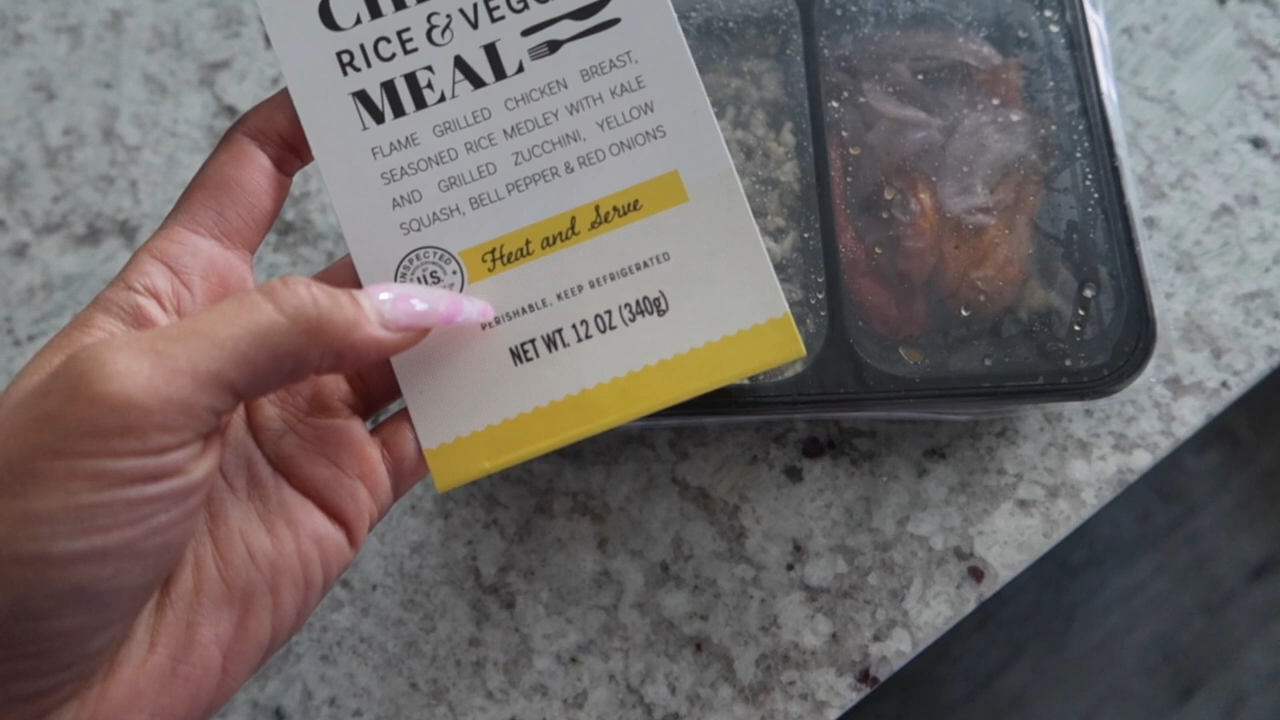 RICE & VEGG
MEAL
FLAME GRILLED CHICKEN BREAST,
SEASONED RICE MEDLEY WITH KALE
AND GRILLED ZUCCHINI, YELLOW
SQUASH, BELL PEPPER & RED ONIONS
Heat and Serve
INSPECTED
U.S.
PERISHABLE, KEEP REFRIGERATED
NET WT. 12 OZ (340g)